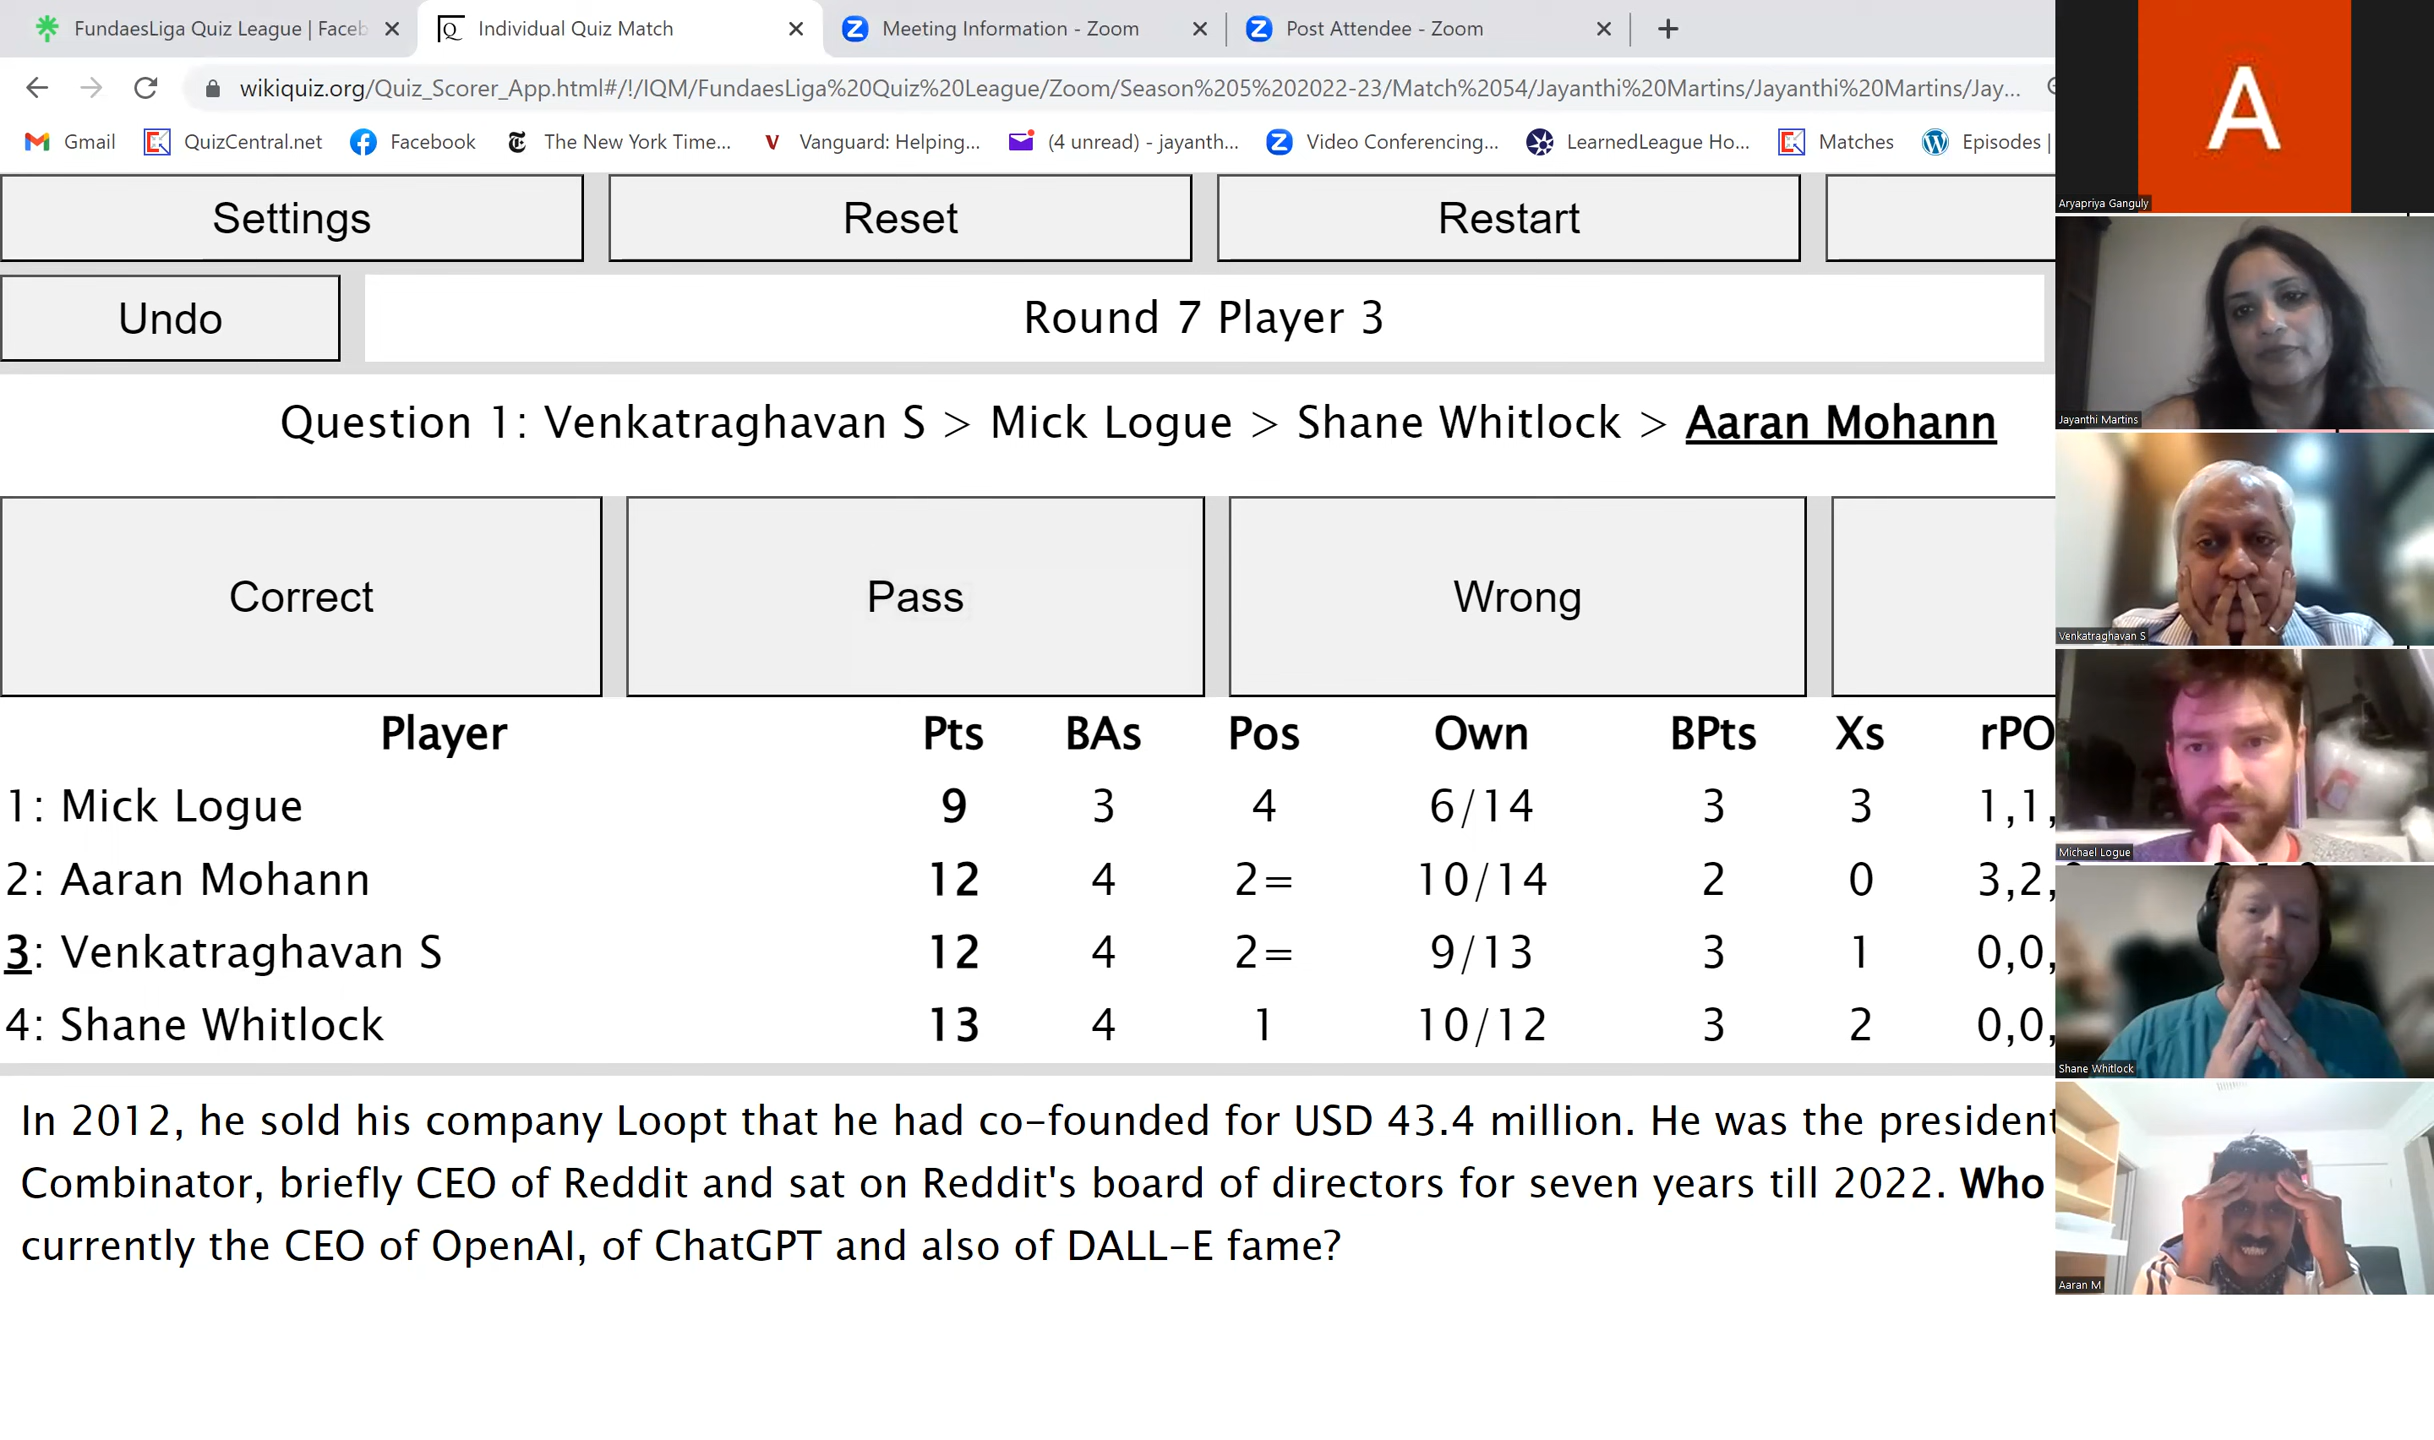 FundaesLiga Quiz League | Faceb
Individual Quiz Match
Meeting Information - Zoom
Post Attendee - Zoom
wikiquiz.org/Quiz_Scorer_App.html#/!/IQM/FundaesLiga%20Quiz%20League/Zoom/Season%205%202022-23/Match%2054/Jayanthi%20Martins/Jayanthi%20Martins/Jay...
Gmail QuizCentral.net Facebook The New York Time... Vanguard: Helping... (4 unread) - jayanth... Video Conferencing... LearnedLeague Ho... Matches Episodes |
Settings Reset Restart
Undo Round 7 Player 3
Question 1: Venkatraghavan S > Mick Logue > Shane Whitlock > Aaran Mohann
Correct Pass Wrong
Player Pts BAs Pos Own BPts Xs rPO
1: Mick Logue 9 3 4 6/14 3 3 1,1,
2: Aaran Mohann 12 4 2= 10/14 2 0 3,2,
3: Venkatraghavan S 12 4 2= 9/13 3 1 0,0,
4: Shane Whitlock 13 4 1 10/12 3 2 0,0,
In 2012, he sold his company Loopt that he had co-founded for USD 43.4 million. He was the president
Combinator, briefly CEO of Reddit and sat on Reddit's board of directors for seven years till 2022. Who
currently the CEO of OpenAI, of ChatGPT and also of DALL-E fame?
A
Aryapriya Ganguly
Jayanthi Martins
Venkatraghavan S
Michael Logue
Shane Whitlock
Aaran M